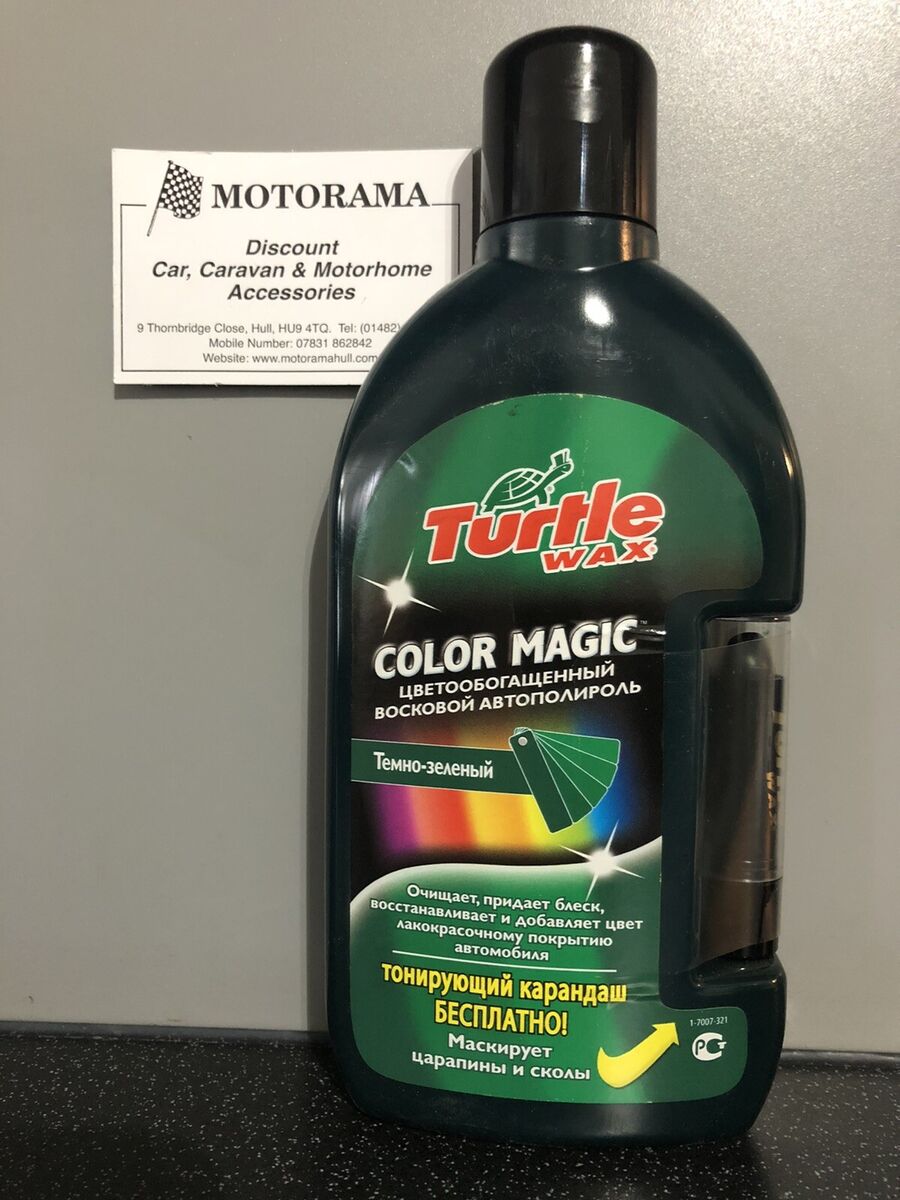 MOTORAMA
Discount
Car, Caravan & Motorhome
Accessories
9 Thornbridge Close, Hull, HU9 4TQ. Tel: (01482)
Mobile Number: 07831 862842
Website: www.motoramahull.com
Turtle
WAX®
COLOR MAGIC™
ЦВЕТООБОГАЩЕННЫЙ
ВОСКОВОЙ АВТОПОЛИРОЛЬ
Темно-зеленый
Очищает, придает блеск,
восстанавливает и добавляет цвет
лакокрасочному покрытию
автомобиля
тонирующий карандаш
БЕСПЛАТНО!
Маскирует
царапины и сколы
1-7007-321